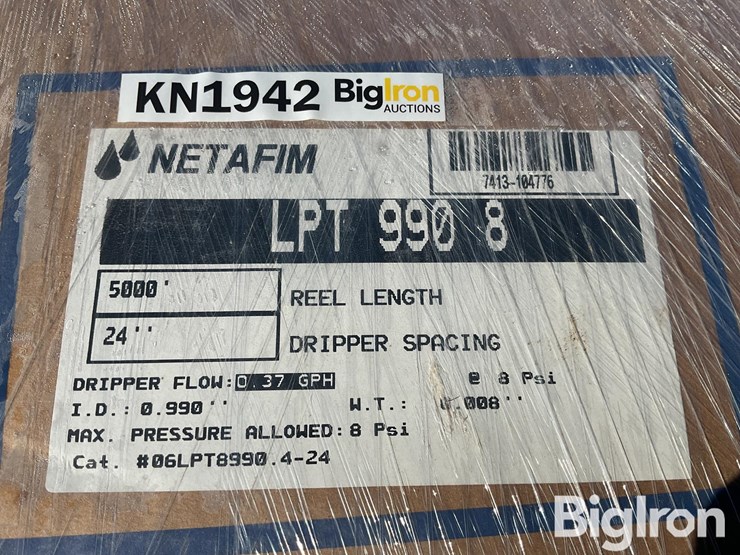 KN1942 BigIron
AUCTIONS
NETAFIM
7413-104776
LPT 990 8
5000' REEL LENGTH
24'' DRIPPER SPACING
DRIPPER FLOW: 0.37 GPH @ 8 Psi
I.D.: 0.990'' W.T.: 0.008''
MAX. PRESSURE ALLOWED: 8 Psi
Cat. #06LPT8990.4-24
BigIron